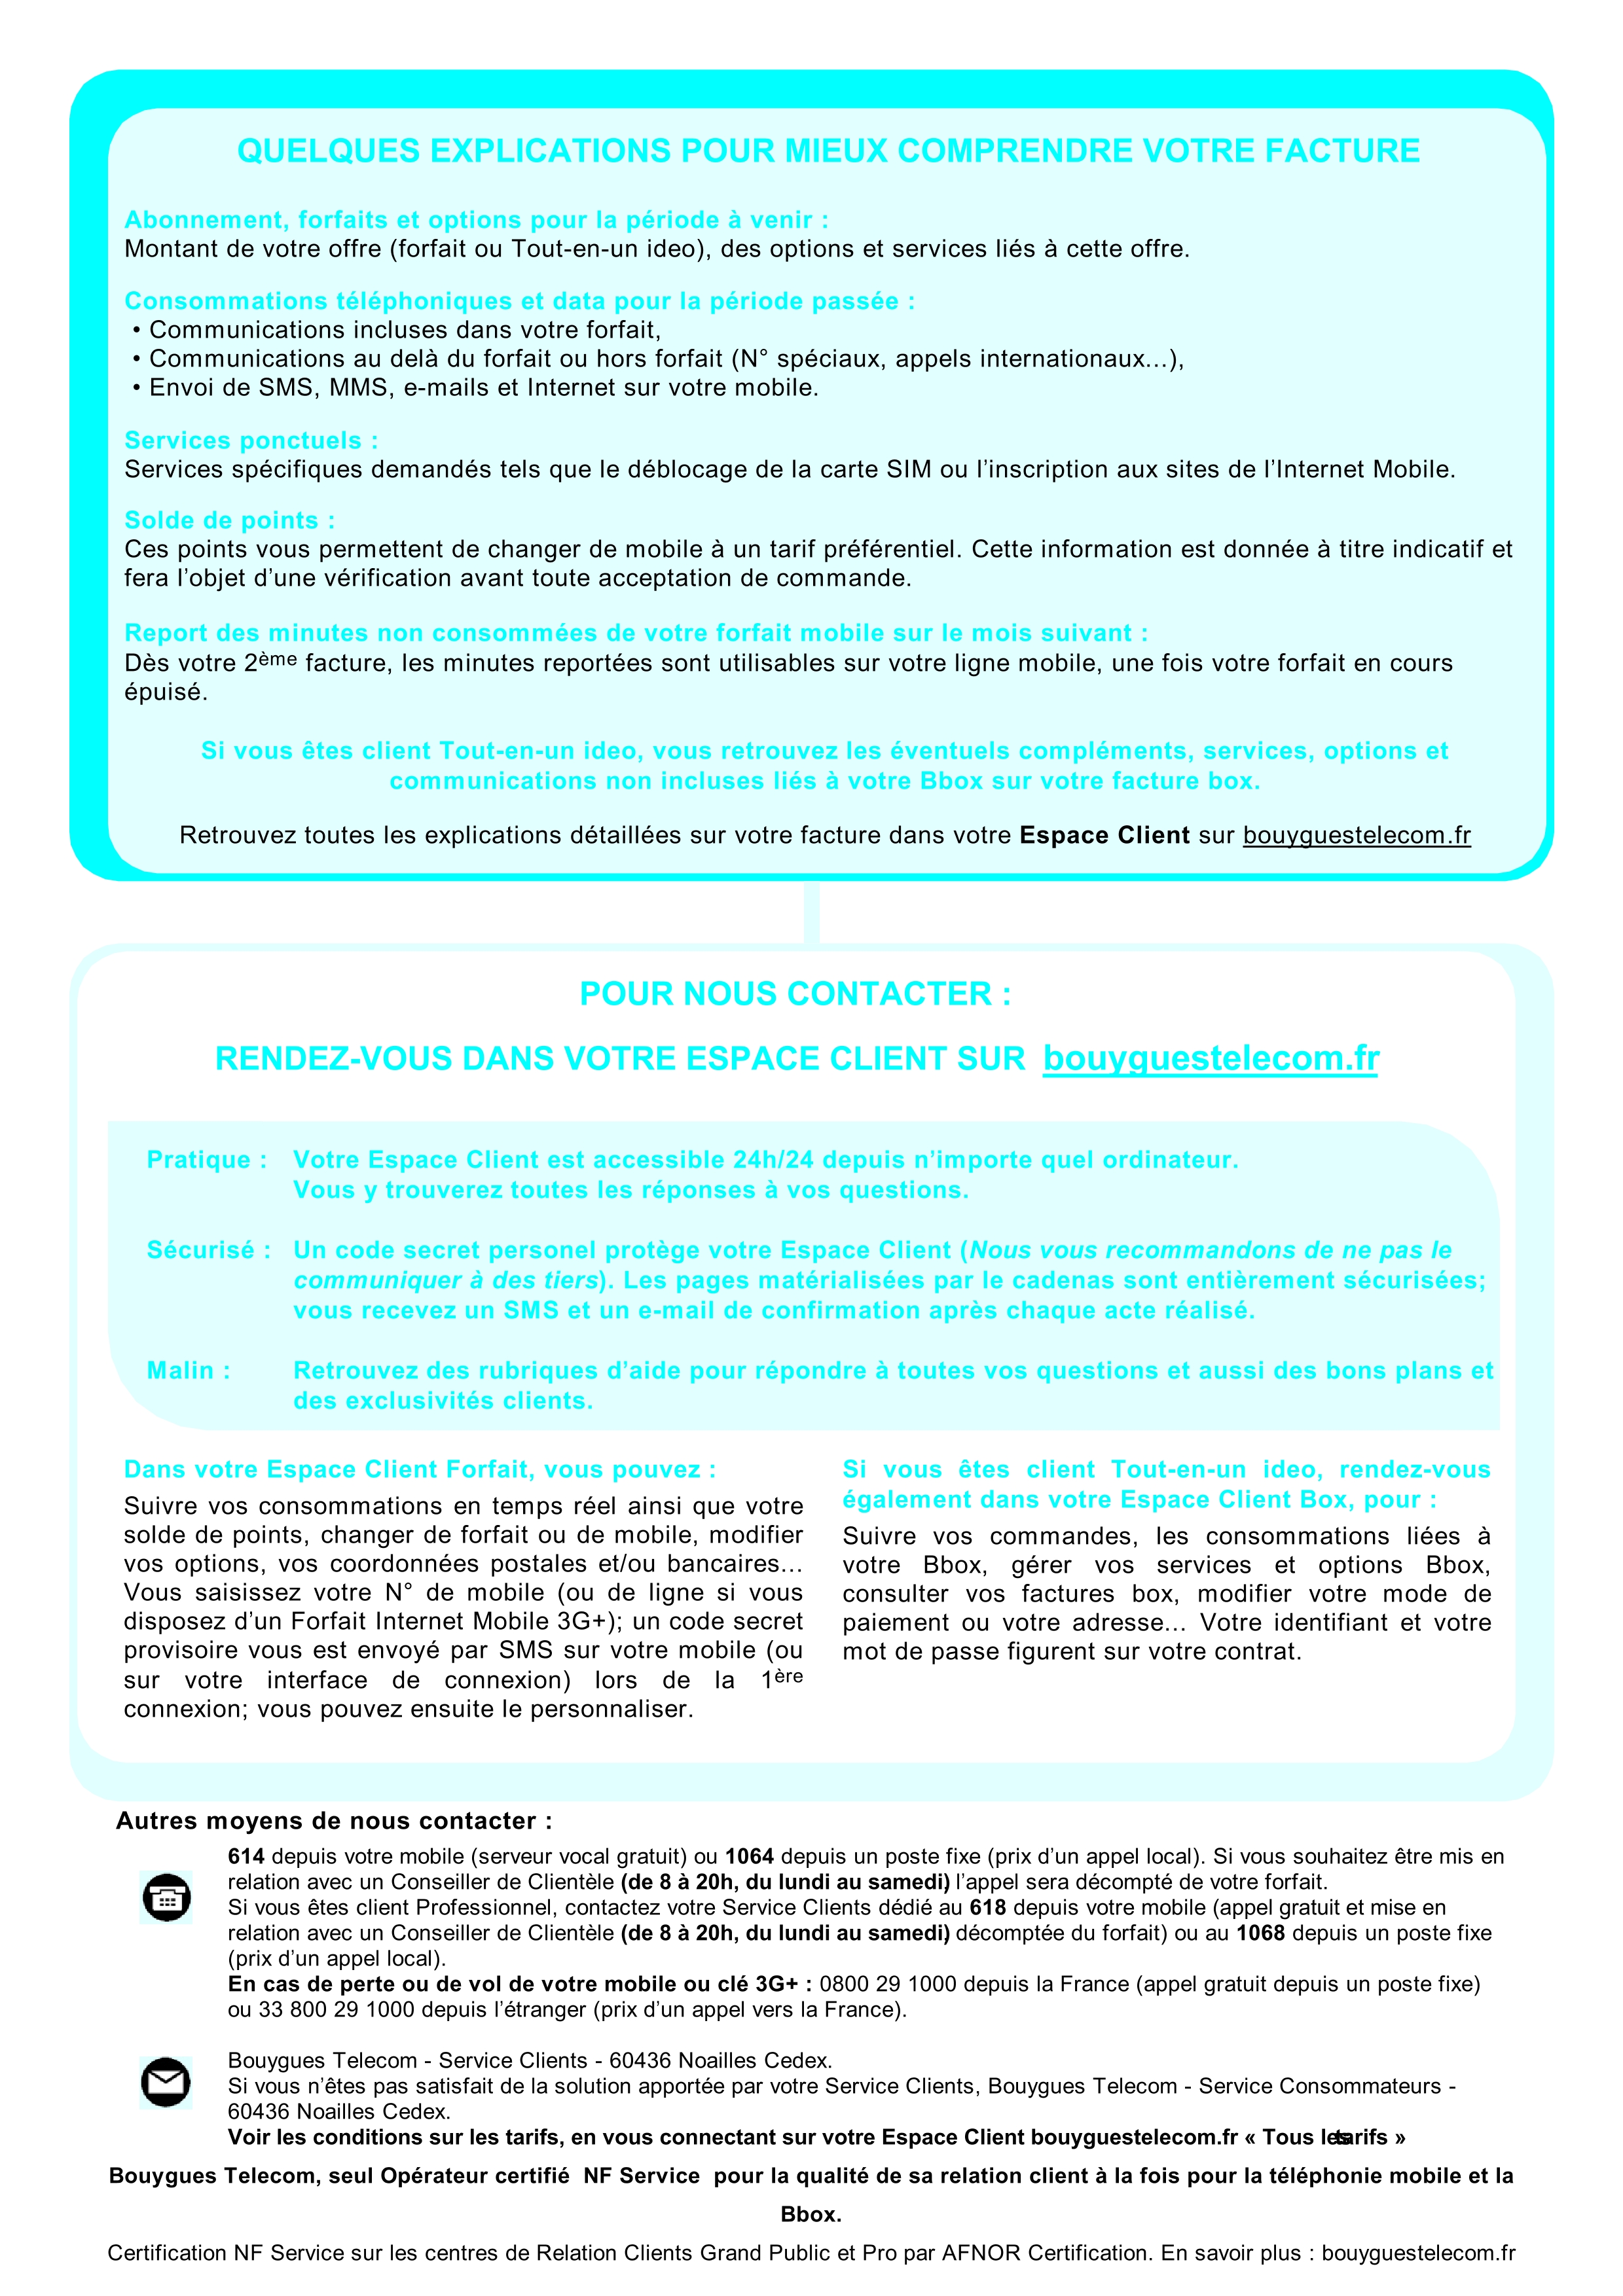 QUELQUES EXPLICATIONS POUR MIEUX COMPRENDRE VOTRE FACTURE
Abonnement, forfaits et options pour la période à venir :
Montant de votre offre (forfait ou Tout-en-un ideo), des options et services liés à cette offre.
Consommations téléphoniques et data pour la période passée :
• Communications incluses dans votre forfait,
• Communications au delà du forfait ou hors forfait (N° spéciaux, appels internationaux...),
• Envoi de SMS, MMS, e-mails et Internet sur votre mobile.
Services ponctuels :
Services spécifiques demandés tels que le déblocage de la carte SIM ou l’inscription aux sites de l’Internet Mobile.
Solde de points :
Ces points vous permettent de changer de mobile à un tarif préférentiel. Cette information est donnée à titre indicatif et
fera l’objet d’une vérification avant toute acceptation de commande.
Report des minutes non consommées de votre forfait mobile sur le mois suivant :
Dès votre 2ème facture, les minutes reportées sont utilisables sur votre ligne mobile, une fois votre forfait en cours
épuisé.
Si vous êtes client Tout-en-un ideo, vous retrouvez les éventuels compléments, services, options et
communications non incluses liés à votre Bbox sur votre facture box.
Retrouvez toutes les explications détaillées sur votre facture dans votre Espace Client sur bouyguestelecom.fr
POUR NOUS CONTACTER :
RENDEZ-VOUS DANS VOTRE ESPACE CLIENT SUR bouyguestelecom.fr
Pratique : Votre Espace Client est accessible 24h/24 depuis n’importe quel ordinateur.
Vous y trouverez toutes les réponses à vos questions.
Sécurisé : Un code secret personel protège votre Espace Client (Nous vous recommandons de ne pas le
communiquer à des tiers). Les pages matérialisées par le cadenas sont entièrement sécurisées;
vous recevez un SMS et un e-mail de confirmation après chaque acte réalisé.
Malin : Retrouvez des rubriques d’aide pour répondre à toutes vos questions et aussi des bons plans et
des exclusivités clients.
Dans votre Espace Client Forfait, vous pouvez :
Suivre vos consommations en temps réel ainsi que votre
solde de points, changer de forfait ou de mobile, modifier
vos options, vos coordonnées postales et/ou bancaires...
Vous saisissez votre N° de mobile (ou de ligne si vous
disposez d’un Forfait Internet Mobile 3G+); un code secret
provisoire vous est envoyé par SMS sur votre mobile (ou
sur votre interface de connexion) lors de la 1ère
connexion; vous pouvez ensuite le personnaliser.
Si vous êtes client Tout-en-un ideo, rendez-vous
également dans votre Espace Client Box, pour :
Suivre vos commandes, les consommations liées à
votre Bbox, gérer vos services et options Bbox,
consulter vos factures box, modifier votre mode de
paiement ou votre adresse... Votre identifiant et votre
mot de passe figurent sur votre contrat.
Autres moyens de nous contacter :
614 depuis votre mobile (serveur vocal gratuit) ou 1064 depuis un poste fixe (prix d’un appel local). Si vous souhaitez être mis en
relation avec un Conseiller de Clientèle (de 8 à 20h, du lundi au samedi) l’appel sera décompté de votre forfait.
Si vous êtes client Professionnel, contactez votre Service Clients dédié au 618 depuis votre mobile (appel gratuit et mise en
relation avec un Conseiller de Clientèle (de 8 à 20h, du lundi au samedi) décomptée du forfait) ou au 1068 depuis un poste fixe
(prix d’un appel local).
En cas de perte ou de vol de votre mobile ou clé 3G+ : 0800 29 1000 depuis la France (appel gratuit depuis un poste fixe)
ou 33 800 29 1000 depuis l’étranger (prix d’un appel vers la France).
Bouygues Telecom - Service Clients - 60436 Noailles Cedex.
Si vous n’êtes pas satisfait de la solution apportée par votre Service Clients, Bouygues Telecom - Service Consommateurs -
60436 Noailles Cedex.
Voir les conditions sur les tarifs, en vous connectant sur votre Espace Client bouyguestelecom.fr « Tous les tarifs »
Bouygues Telecom, seul Opérateur certifié NF Service pour la qualité de sa relation client à la fois pour la téléphonie mobile et la
Bbox.
Certification NF Service sur les centres de Relation Clients Grand Public et Pro par AFNOR Certification. En savoir plus : bouyguestelecom.fr